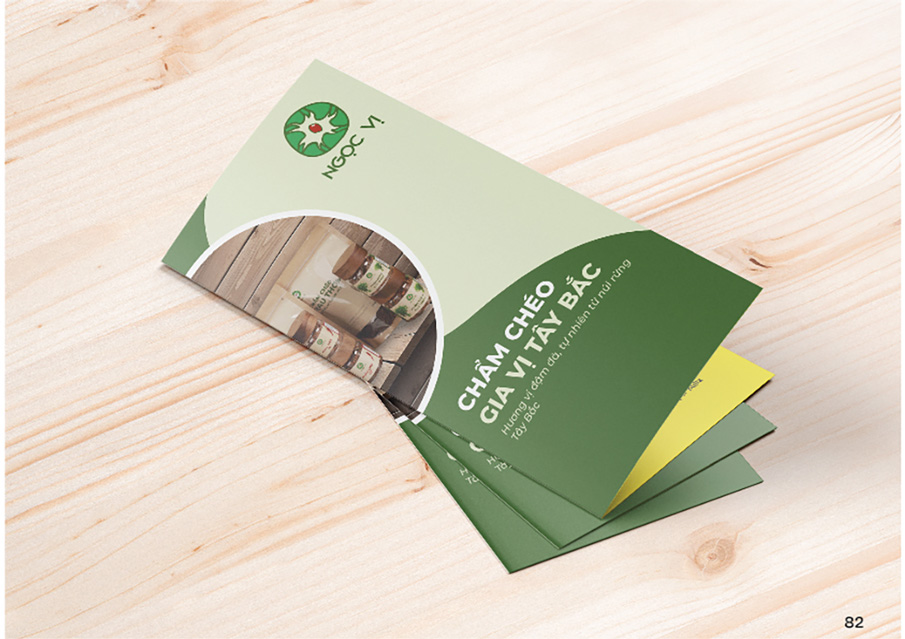 NGỌC VỊ
CHẨM CHÉO
GIA VỊ TÂY BẮC
Hương vị đậm đà, tự nhiên từ núi rừng
Tây Bắc
82